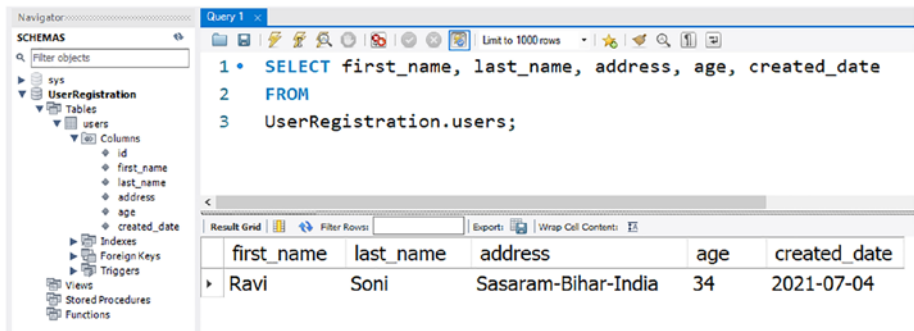 Navigator
SCHEMAS
Filter objects
sys
UserRegistration
Tables
users
Columns
id
first_name
last_name
address
age
created_date
Indexes
Foreign Keys
Triggers
Views
Stored Procedures
Functions
Query 1 ×
Limit to 1000 rows
1 SELECT first_name, last_name, address, age, created_date
2 FROM
3 UserRegistration.users;
Result Grid Filter Rows: Export: Wrap Cell Content:
first_name last_name address age created_date
Ravi Soni Sasaram-Bihar-India 34 2021-07-04